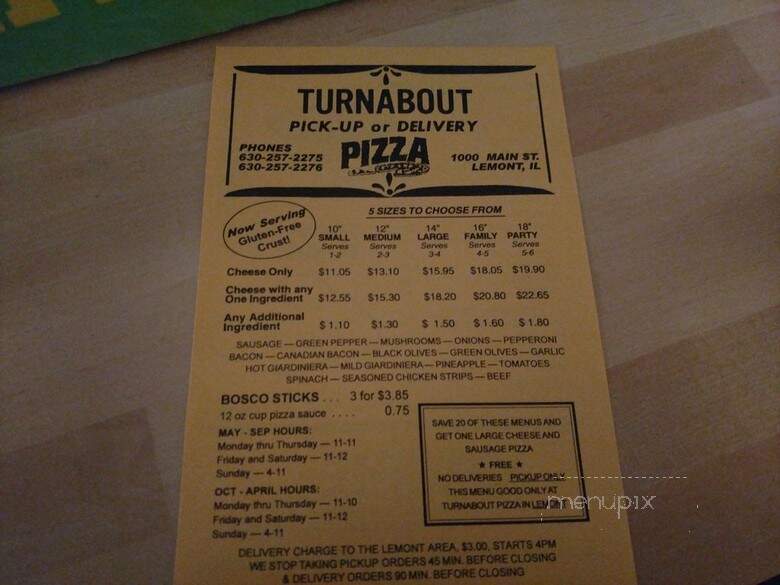 TURNABOUT
PICK-UP or DELIVERY
PHONES
630-257-2275
630-257-2276
PIZZA
1000 MAIN ST.
LEMONT, IL
Now Serving
Gluten-Free
Crust!
5 SIZES TO CHOOSE FROM
10" 12" 14" 16" 18"
SMALL MEDIUM LARGE FAMILY PARTY
Serves Serves Serves Serves Serves
1-2 2-3 3-4 4-5 5-6
Cheese Only $11.05 $13.10 $15.95 $18.05 $19.90
Cheese with any
One Ingredient $12.55 $15.30 $18.20 $20.80 $22.65
Any Additional
Ingredient $ 1.10 $1.30 $ 1.50 $ 1.60 $ 1.80
SAUSAGE — GREEN PEPPER — MUSHROOMS — ONIONS — PEPPERONI
BACON — CANADIAN BACON — BLACK OLIVES — GREEN OLIVES — GARLIC
HOT GIARDINIERA — MILD GIARDINIERA — PINEAPPLE — TOMATOES
SPINACH — SEASONED CHICKEN STRIPS — BEEF
BOSCO STICKS . . . 3 for $3.85
12 oz cup pizza sauce . . . . 0.75
MAY - SEP HOURS:
Monday thru Thursday — 11-11
Friday and Saturday — 11-12
Sunday — 4-11
OCT - APRIL HOURS:
Monday thru Thursday — 11-10
Friday and Saturday — 11-12
Sunday — 4-11
SAVE 20 OF THESE MENUS AND
GET ONE LARGE CHEESE AND
SAUSAGE PIZZA
★ FREE ★
NO DELIVERIES PICKUP ONLY
THIS MENU GOOD ONLY AT
TURNABOUT PIZZA IN LEMONT
menupix
DELIVERY CHARGE TO THE LEMONT AREA, $3.00, STARTS 4PM
WE STOP TAKING PICKUP ORDERS 45 MIN. BEFORE CLOSING
& DELIVERY ORDERS 90 MIN. BEFORE CLOSING